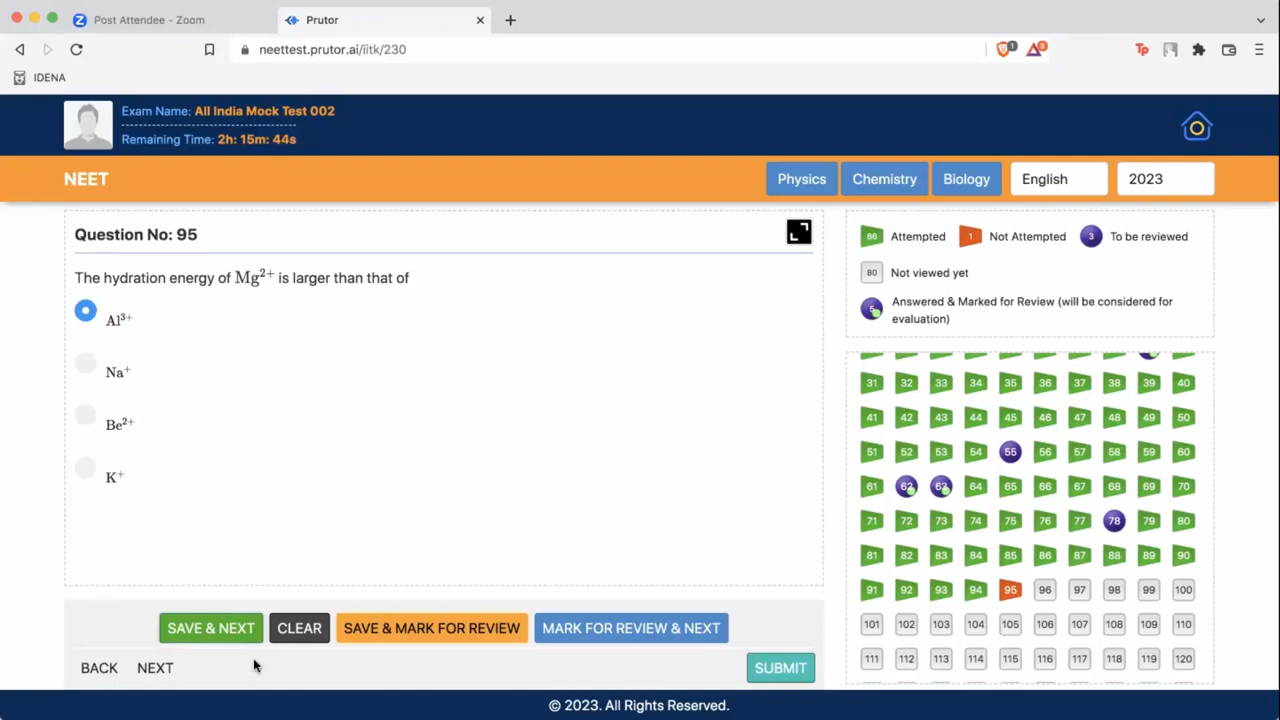 Post Attendee - Zoom
Prutor
neettest.prutor.ai/iitk/230
1
3
Tp
IDENA
Exam Name: All India Mock Test 002
Remaining Time: 2h: 15m: 44s
NEET
Physics
Chemistry
Biology
English
2023
Question No: 95
The hydration energy of Mg²⁺ is larger than that of
Al³⁺
Na⁺
Be²⁺
K⁺
86 Attempted
1 Not Attempted
3 To be reviewed
80 Not viewed yet
5 Answered & Marked for Review (will be considered for
evaluation)
31 32 33 34 35 36 37 38 39 40
41 42 43 44 45 46 47 48 49 50
51 52 53 54 55 56 57 58 59 60
61 62 63 64 65 66 67 68 69 70
71 72 73 74 75 76 77 78 79 80
81 82 83 84 85 86 87 88 89 90
91 92 93 94 95 96 97 98 99 100
101 102 103 104 105 106 107 108 109 110
111 112 113 114 115 116 117 118 119 120
SAVE & NEXT
CLEAR
SAVE & MARK FOR REVIEW
MARK FOR REVIEW & NEXT
BACK
NEXT
SUBMIT
© 2023. All Rights Reserved.